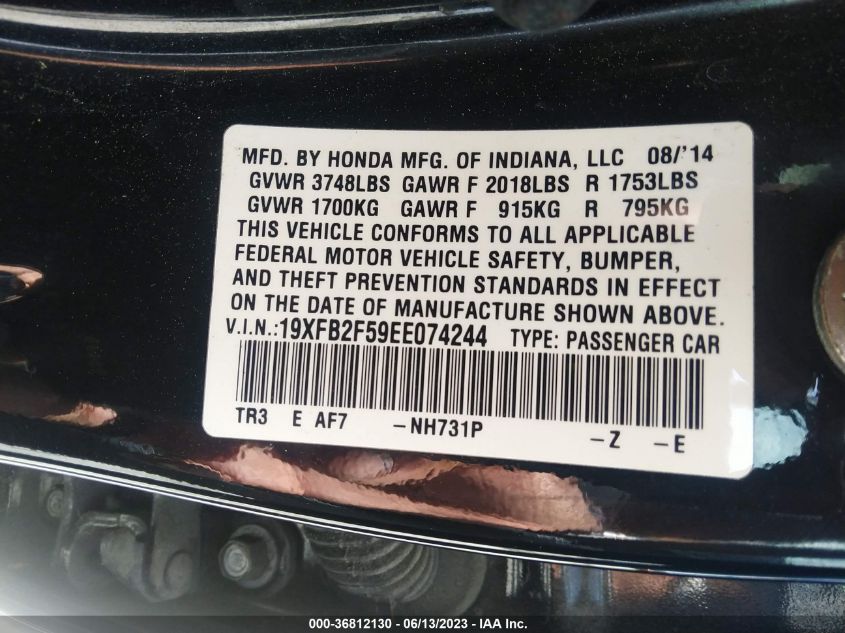 MFD. BY HONDA MFG. OF INDIANA, LLC 08/'14
GVWR 3748LBS GAWR F 2018LBS R 1753LBS
GVWR 1700KG GAWR F 915KG R 795KG
THIS VEHICLE CONFORMS TO ALL APPLICABLE
FEDERAL MOTOR VEHICLE SAFETY, BUMPER,
AND THEFT PREVENTION STANDARDS IN EFFECT
ON THE DATE OF MANUFACTURE SHOWN ABOVE.
V.I.N.:19XFB2F59EE074244 TYPE: PASSENGER CAR
TR3 E AF7 -NH731P -Z -E
000-36812130 - 06/13/2023 - IAA Inc.